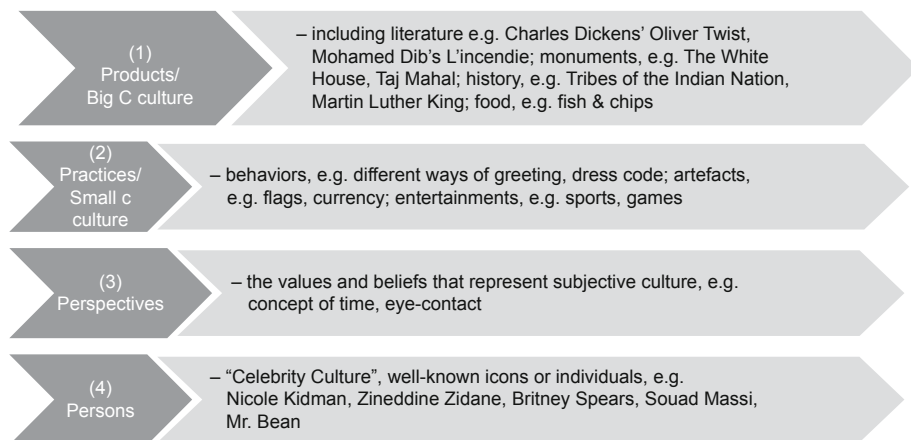 (1)
Products/
Big C culture
– including literature e.g. Charles Dickens’ Oliver Twist,
Mohamed Dib’s L’incendie; monuments, e.g. The White
House, Taj Mahal; history, e.g. Tribes of the Indian Nation,
Martin Luther King; food, e.g. fish & chips
(2)
Practices/
Small c
culture
– behaviors, e.g. different ways of greeting, dress code; artefacts,
e.g. flags, currency; entertainments, e.g. sports, games
(3)
Perspectives
– the values and beliefs that represent subjective culture, e.g.
concept of time, eye-contact
(4)
Persons
– “Celebrity Culture”, well-known icons or individuals, e.g.
Nicole Kidman, Zineddine Zidane, Britney Spears, Souad Massi,
Mr. Bean